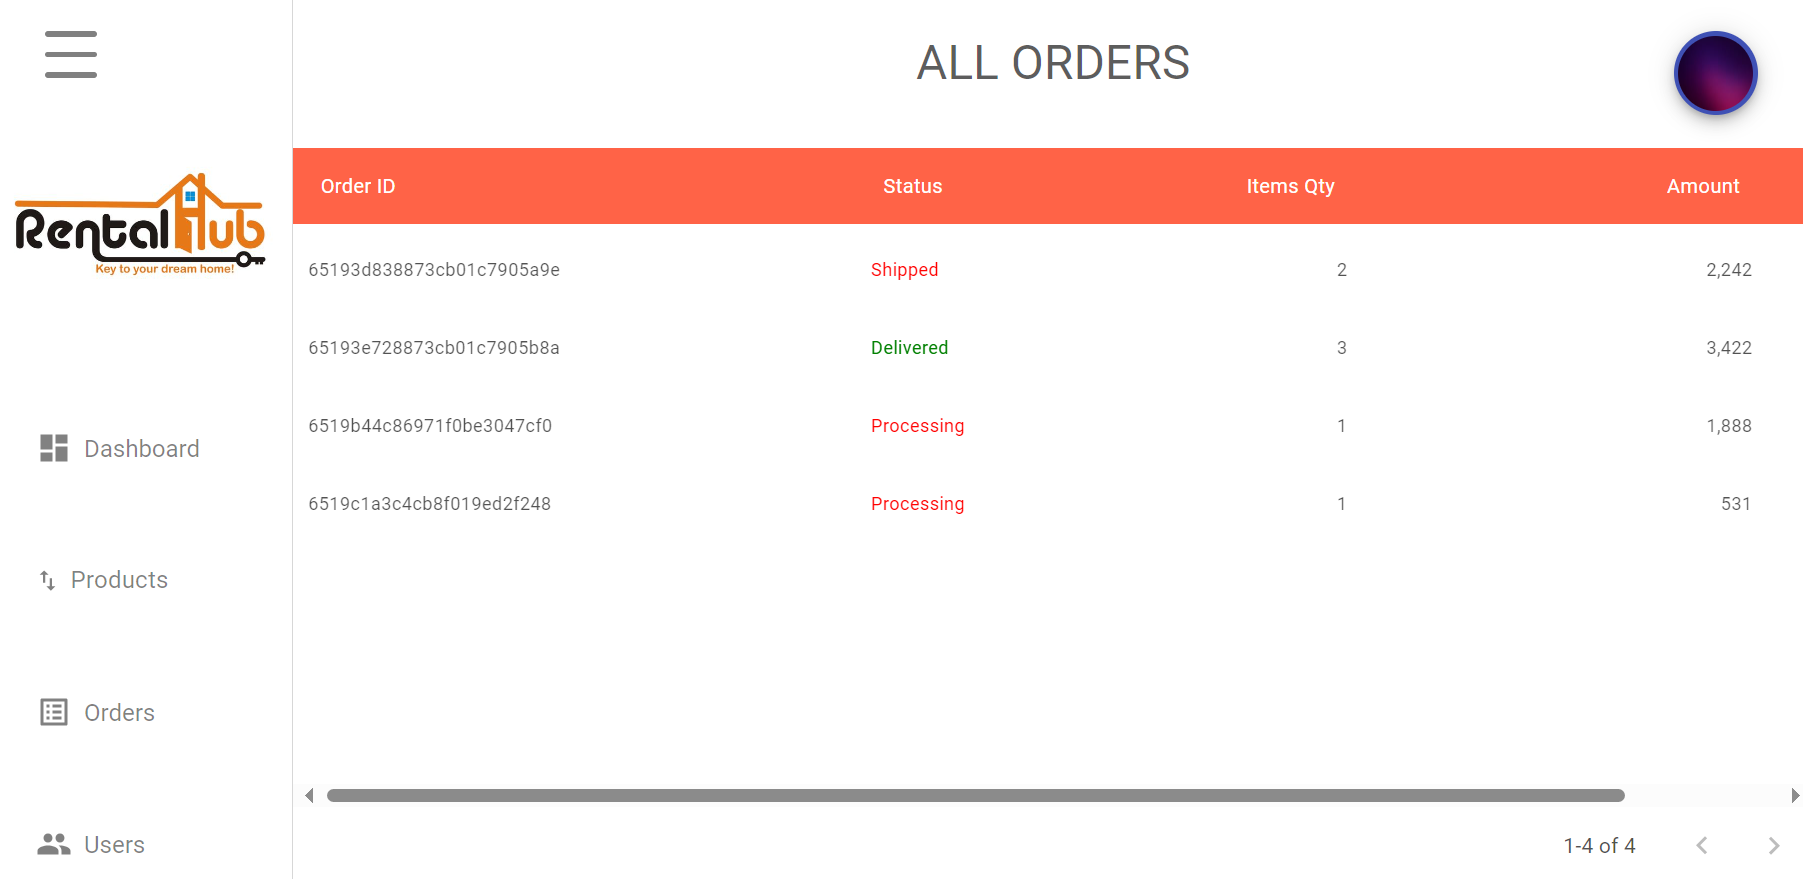 ALL ORDERS
Rental Hub
Key to your dream home!
Dashboard
Products
Orders
Users
Order ID Status Items Qty Amount
65193d838873cb01c7905a9e Shipped 2 2,242
65193e728873cb01c7905b8a Delivered 3 3,422
6519b44c86971f0be3047cf0 Processing 1 1,888
6519c1a3c4cb8f019ed2f248 Processing 1 531
1-4 of 4